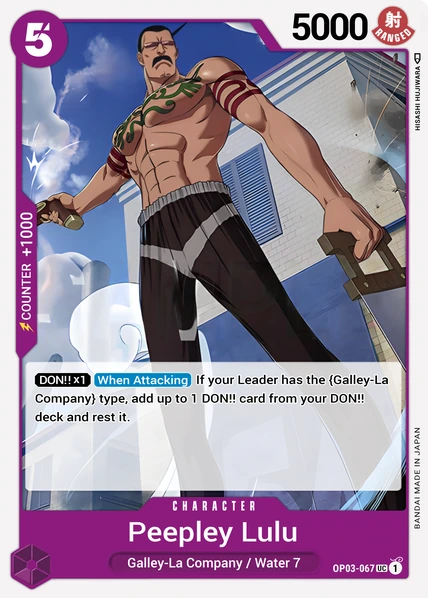 5
5000
射
RANGED
1
HISASHI HUJIWARA
COUNTER +1000
DON!!×1 When Attacking If your Leader has the {Galley-La
Company} type, add up to 1 DON!! card from your DON!!
deck and rest it.
BANDAI MADE IN JAPAN
CHARACTER
Peepley Lulu
Galley-La Company / Water 7
OP03-067 UC 1